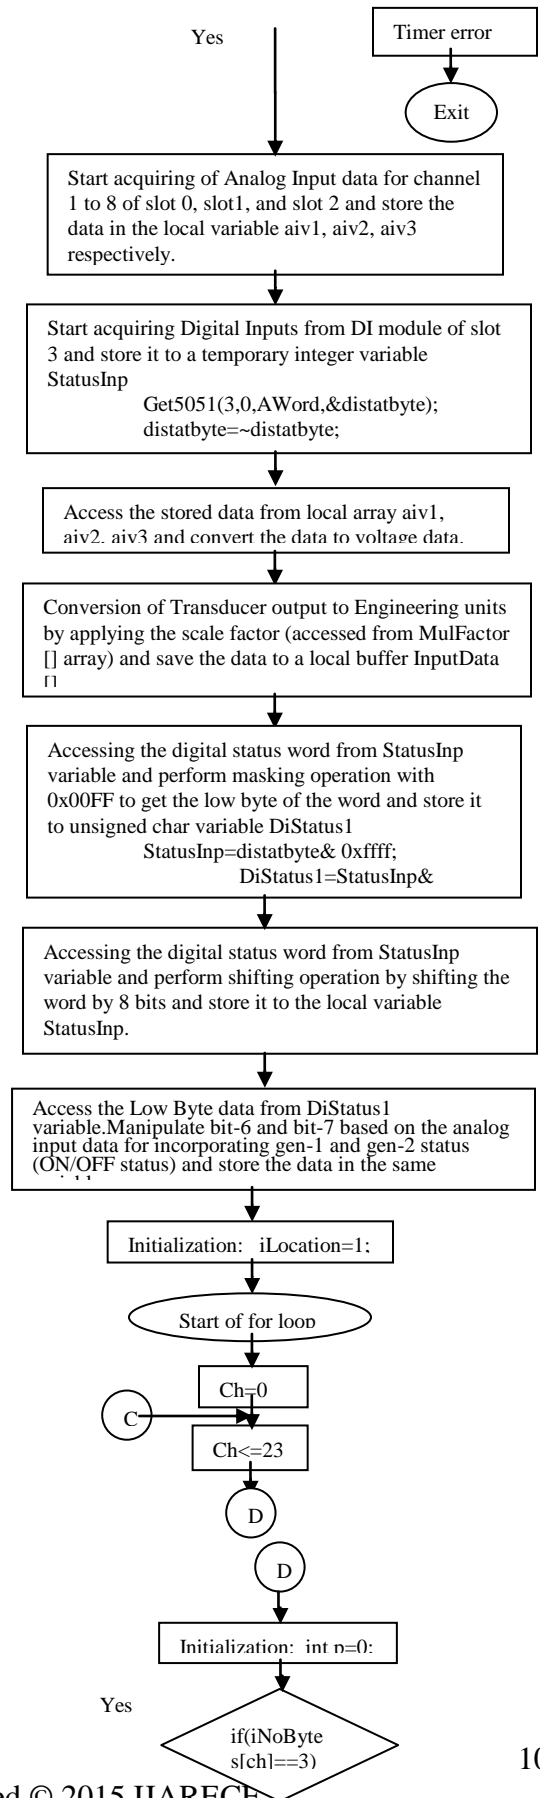 Yes
Timer error
Exit
Start acquiring of Analog Input data for channel
1 to 8 of slot 0, slot1, and slot 2 and store the
data in the local variable aiv1, aiv2, aiv3
respectively.
Start acquiring Digital Inputs from DI module of slot
3 and store it to a temporary integer variable
StatusInp
Get5051(3,0,AWord,&distatbyte);
distatbyte=~distatbyte;
Access the stored data from local array aiv1,
aiv2, aiv3 and convert the data to voltage data.
Conversion of Transducer output to Engineering units
by applying the scale factor (accessed from MulFactor
[] array) and save the data to a local buffer InputData
[]
Accessing the digital status word from StatusInp
variable and perform masking operation with
0x00FF to get the low byte of the word and store it
to unsigned char variable DiStatus1
StatusInp=distatbyte& 0xffff;
DiStatus1=StatusInp&
Accessing the digital status word from StatusInp
variable and perform shifting operation by shifting the
word by 8 bits and store it to the local variable
StatusInp.
Access the Low Byte data from DiStatus1
variable.Manipulate bit-6 and bit-7 based on the analog
input data for incorporating gen-1 and gen-2 status
(ON/OFF status) and store the data in the same
Initialization: iLocation=1;
Start of for loop
Ch=0
C
Ch<=23
D
D
Initialization: int p=0;
Yes
if(iNoByte
s[ch]==3)
10
ed © 2015 IJARECE